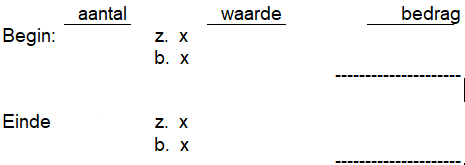 aantal waarde bedrag
Begin: z. x
b. x
---------------------
Einde z. x
b. x
---------------------